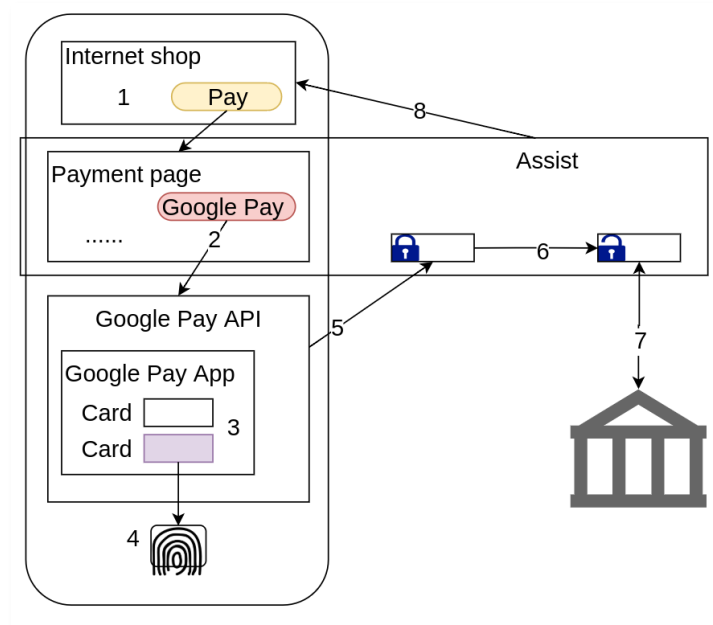 Internet shop
1
Pay
8
Assist
Payment page
Google Pay
......
2
6
Google Pay API
5
7
Google Pay App
Card
3
Card
4